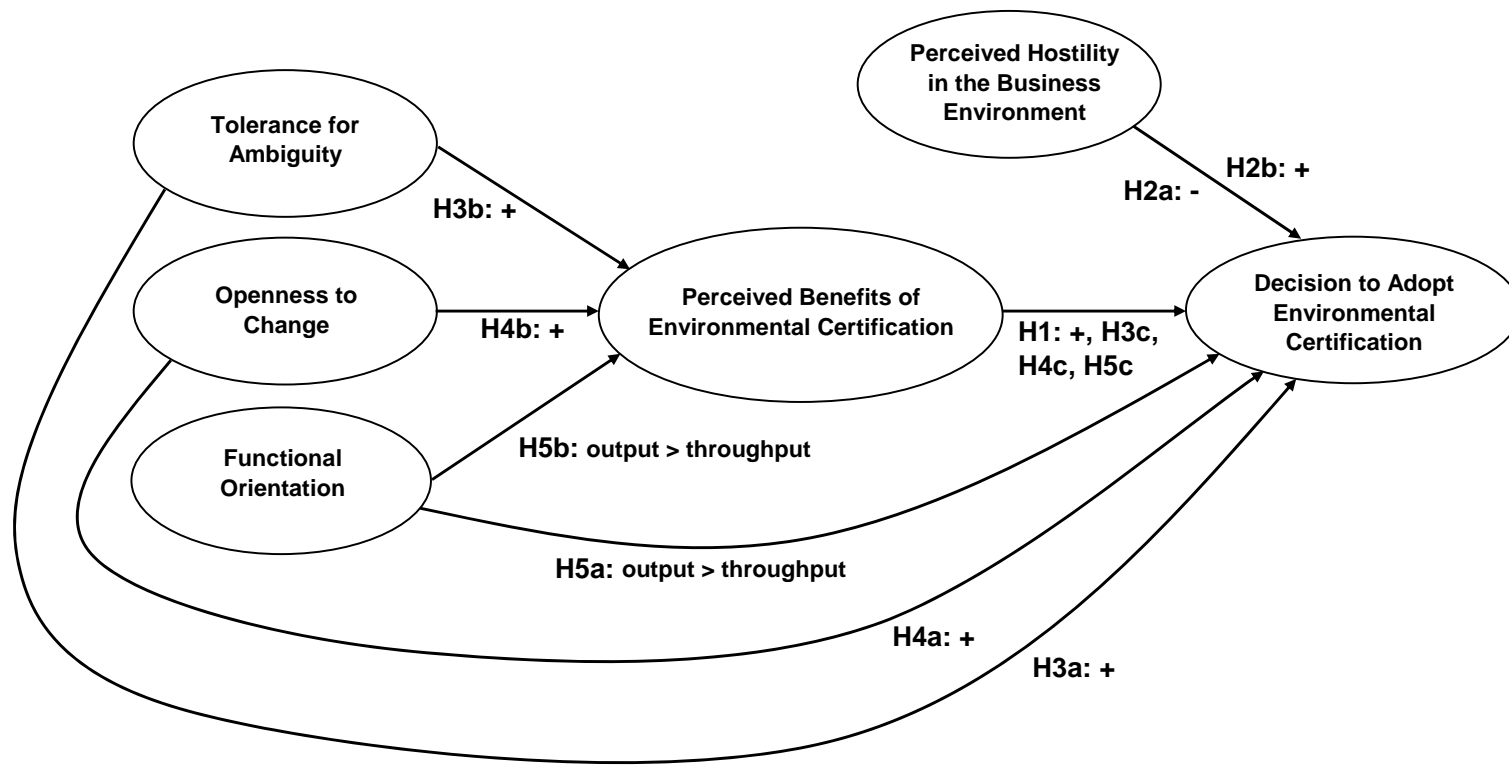 Perceived Hostility
in the Business
Environment
Tolerance for
Ambiguity
H2b: +
H2a: -
H3b: +
Openness to
Change
H4b: +
Perceived Benefits of
Environmental Certification
H1: +, H3c,
H4c, H5c
Decision to Adopt
Environmental
Certification
Functional
Orientation
H5b: output > throughput
H5a: output > throughput
H4a: +
H3a: +